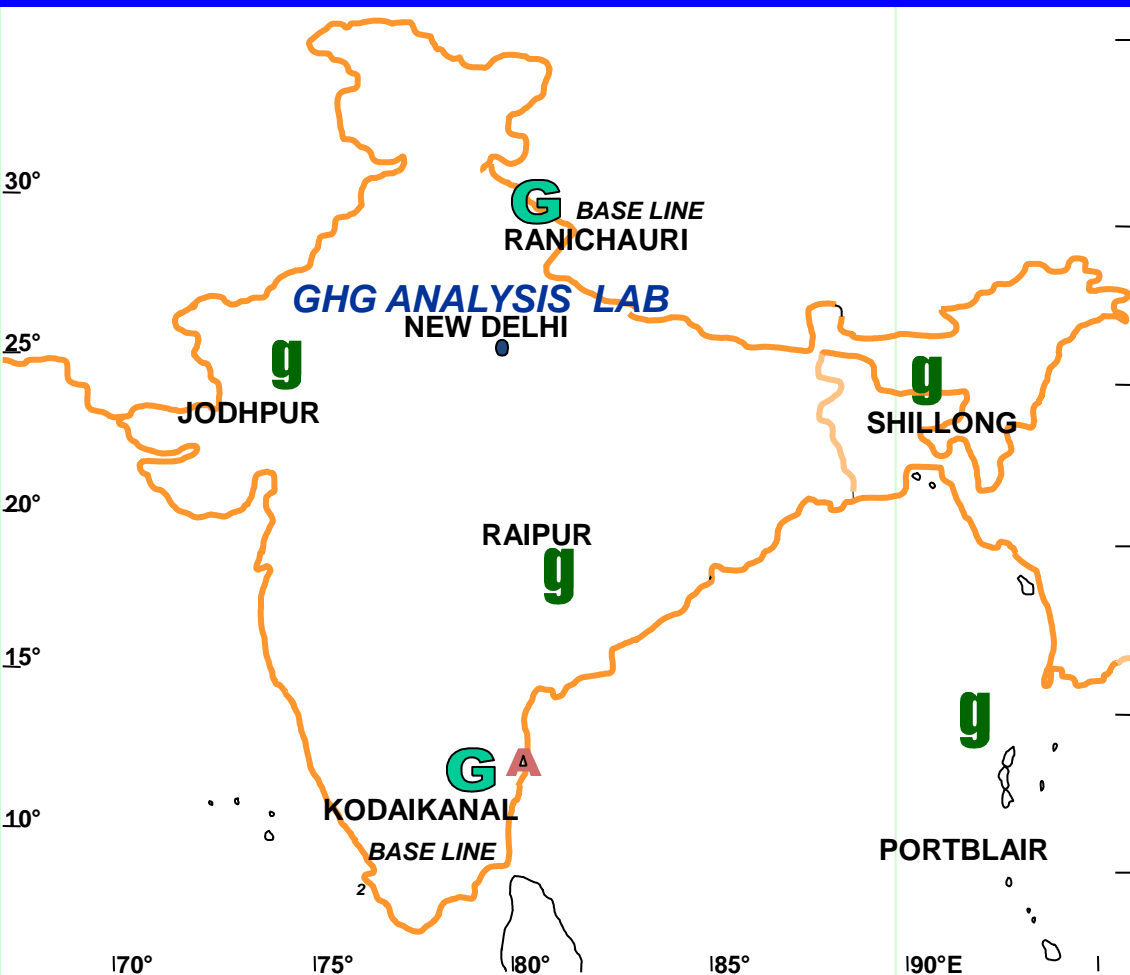 30°
G BASE LINE
RANICHAURI
GHG ANALYSIS LAB
NEW DELHI
25°
g
JODHPUR
g
SHILLONG
20°
RAIPUR
g
15°
g
G A
KODAIKANAL
10°
BASE LINE
PORTBLAIR
2
70° 75° 80° 85° 90°E